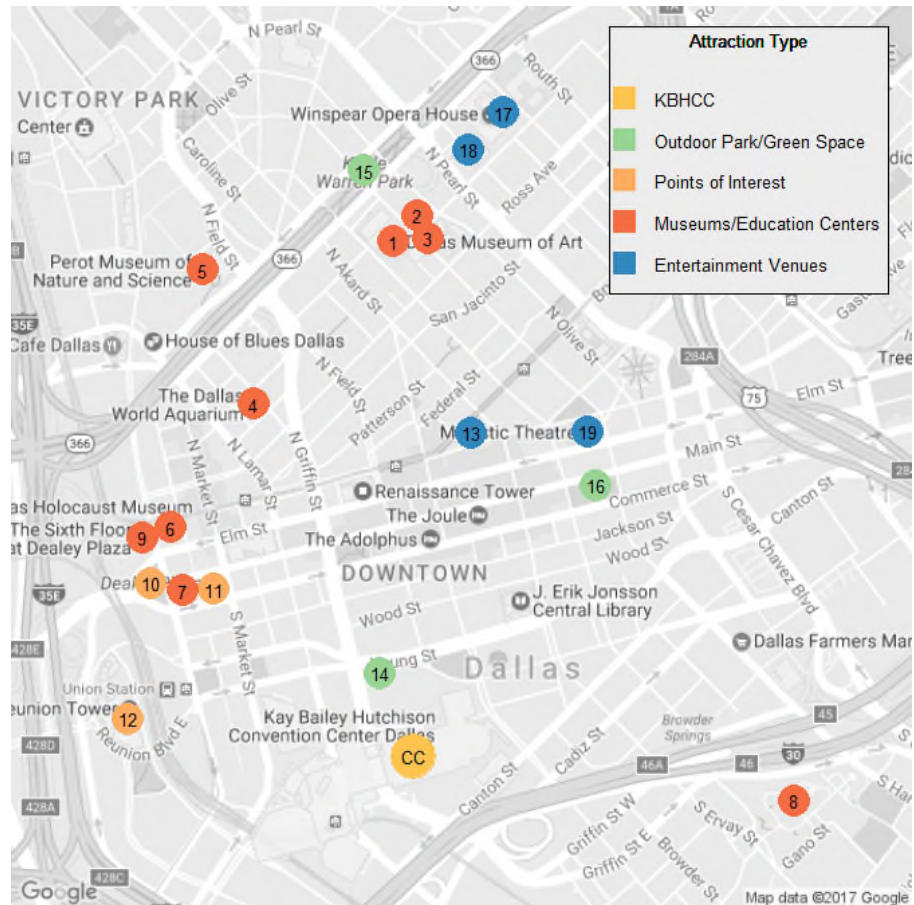 N Pearl St
366
VICTORY PARK
Center
Olive St
Caroline St
Winspear Opera House
17
Routh St
18
N Pearl St
Ross Ave
15
Warren Park
2
1
3
Dallas Museum of Art
N Field St
Perot Museum of
Nature and Science
5
366
N Akard St
San Jacinto St
N Olive St
35E
Cafe Dallas
House of Blues Dallas
284A
Elm St
75
The Dallas
World Aquarium
4
N Field St
Patterson St
Federal St
13
Theatre
19
Main St
366
N Market St
N Lamar St
N Griffin St
Renaissance Tower
16
Commerce St
Canton St
Holocaust Museum
The Sixth Floor
at Dealey Plaza
9
6
Elm St
The Joule
The Adolphus
Jackson St
Wood St
S Cesar Chavez Blvd
10
7
11
DOWNTOWN
35E
J. Erik Jonsson
Central Library
Wood St
428E
S Market St
Dallas Farmers
14
Young St
Dallas
Union Station
Reunion Tower
12
Reunion Blvd E
Kay Bailey Hutchison
Convention Center Dallas
CC
Browder
Springs
45
428D
30
46A
46
8
Canton St
Cadiz St
428A
Griffin St W
Griffin St E
S Ervay St
Browder St
Gano St
428C
Google
Map data ©2017 Google
Attraction Type
KBHCC
Outdoor Park/Green Space
Points of Interest
Museums/Education Centers
Entertainment Venues